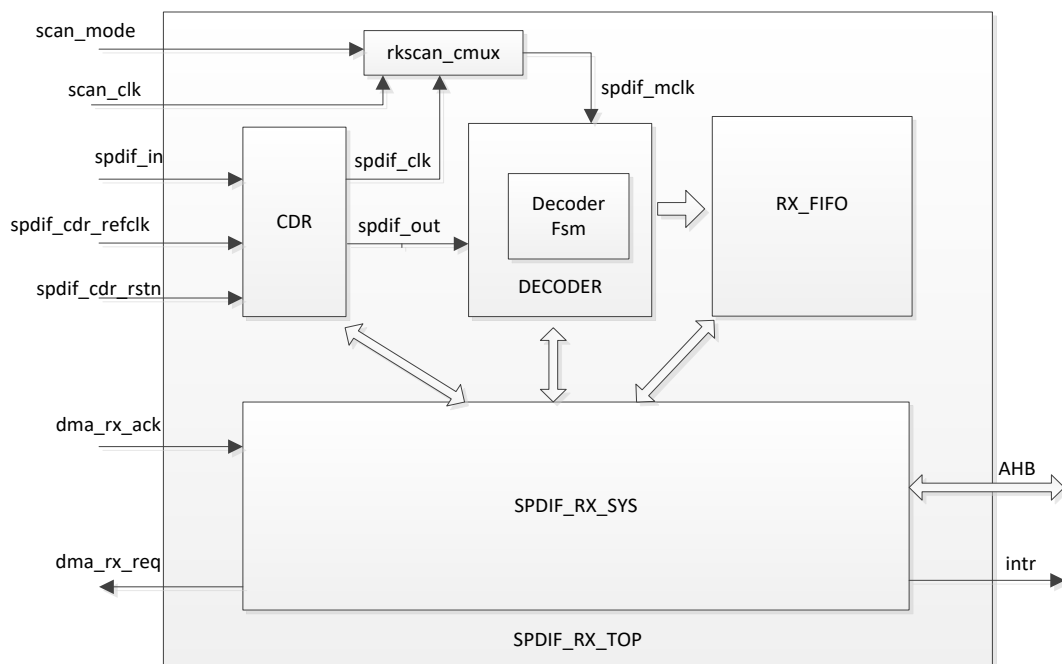 scan_mode
rkscan_cmux
scan_clk
spdif_mclk
spdif_in
spdif_clk
CDR
Decoder
Fsm
RX_FIFO
spdif_cdr_refclk
spdif_out
DECODER
spdif_cdr_rstn
dma_rx_ack
AHB
SPDIF_RX_SYS
dma_rx_req
intr
SPDIF_RX_TOP